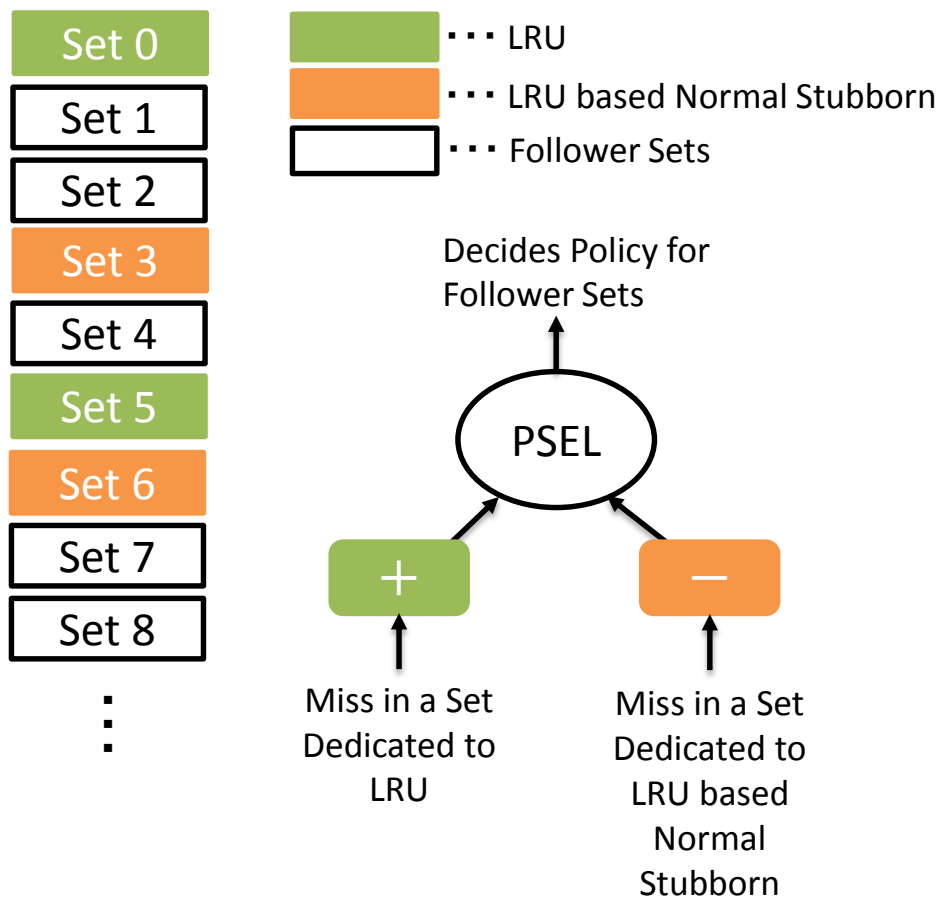 Set 0
Set 1
Set 2
Set 3
Set 4
Set 5
Set 6
Set 7
Set 8
⋮
··· LRU
··· LRU based Normal Stubborn
··· Follower Sets
Decides Policy for
Follower Sets
PSEL
+
−
Miss in a Set
Dedicated to
LRU
Miss in a Set
Dedicated to
LRU based
Normal
Stubborn